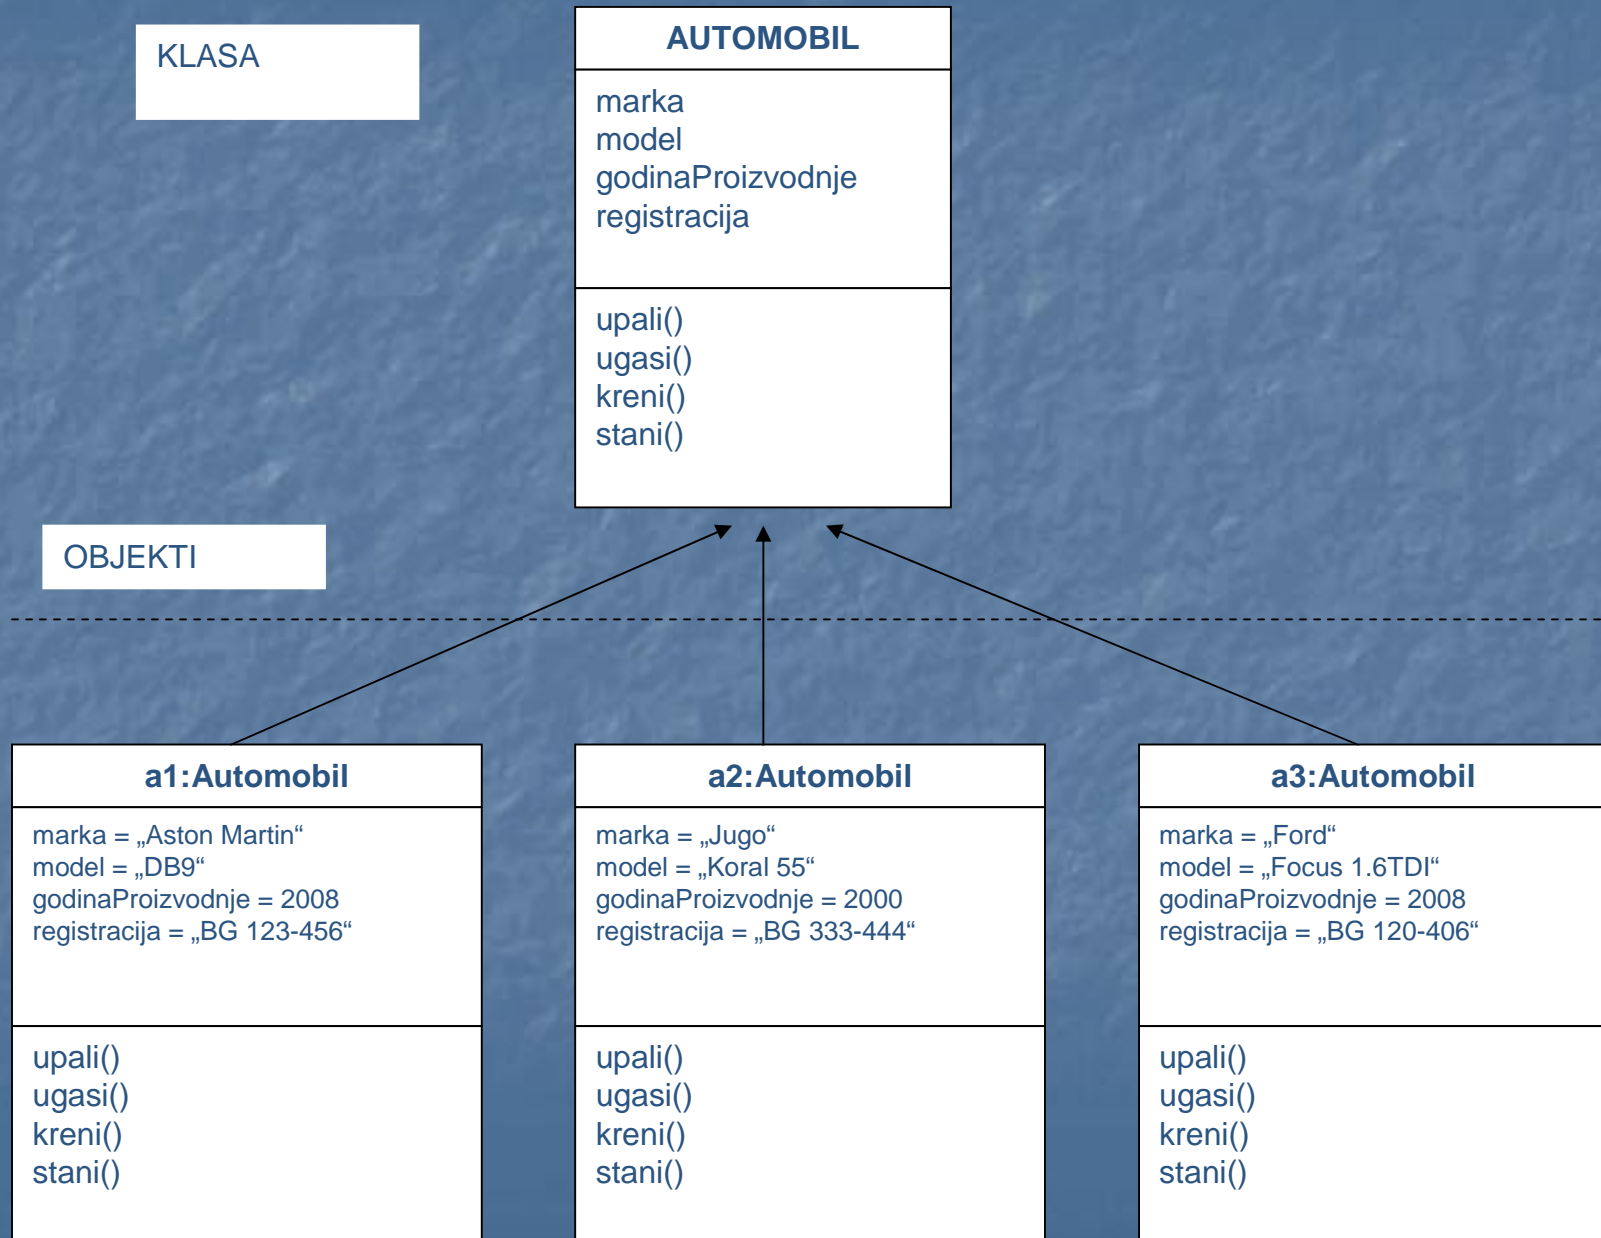 KLASA
AUTOMOBIL
marka
model
godinaProizvodnje
registracija
upali()
ugasi()
kreni()
stani()
OBJEKTI
a1:Automobil
marka = „Aston Martin“
model = „DB9“
godinaProizvodnje = 2008
registracija = „BG 123-456“
upali()
ugasi()
kreni()
stani()
a2:Automobil
marka = „Jugo“
model = „Koral 55“
godinaProizvodnje = 2000
registracija = „BG 333-444“
upali()
ugasi()
kreni()
stani()
a3:Automobil
marka = „Ford“
model = „Focus 1.6TDI“
godinaProizvodnje = 2008
registracija = „BG 120-406“
upali()
ugasi()
kreni()
stani()